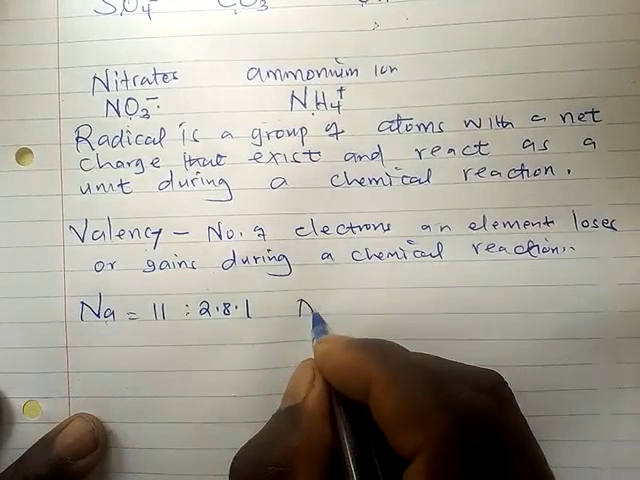 SO4 CO3
Nitrates ammonium ion
NO3⁻ NH4⁺
Radical is a group of atoms with a net
charge that exist and react as a
unit during a chemical reaction.
Valency - No. of electrons an element loses
or gains during a chemical reaction.
Na = 11 : 2.8.1